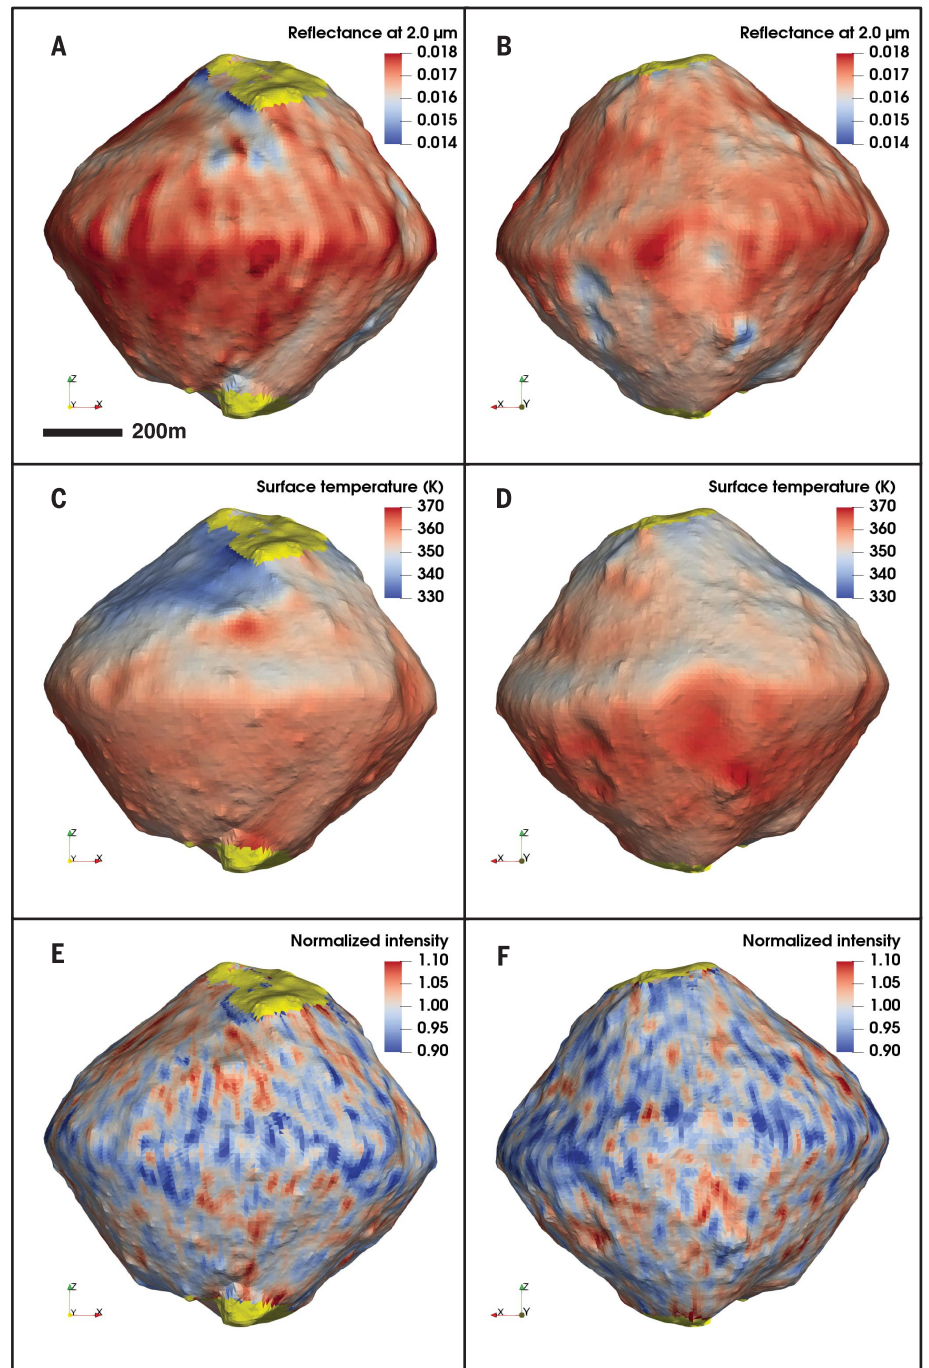 A
Reflectance at 2.0 μm
0.018
0.017
0.016
0.015
0.014
Z
Y X
200m
B
Reflectance at 2.0 μm
0.018
0.017
0.016
0.015
0.014
Z
X Y
C
Surface temperature (K)
370
360
350
340
330
Z
Y X
D
Surface temperature (K)
370
360
350
340
330
Z
X Y
E
Normalized intensity
1.10
1.05
1.00
0.95
0.90
Z
Y X
F
Normalized intensity
1.10
1.05
1.00
0.95
0.90
Z
X Y